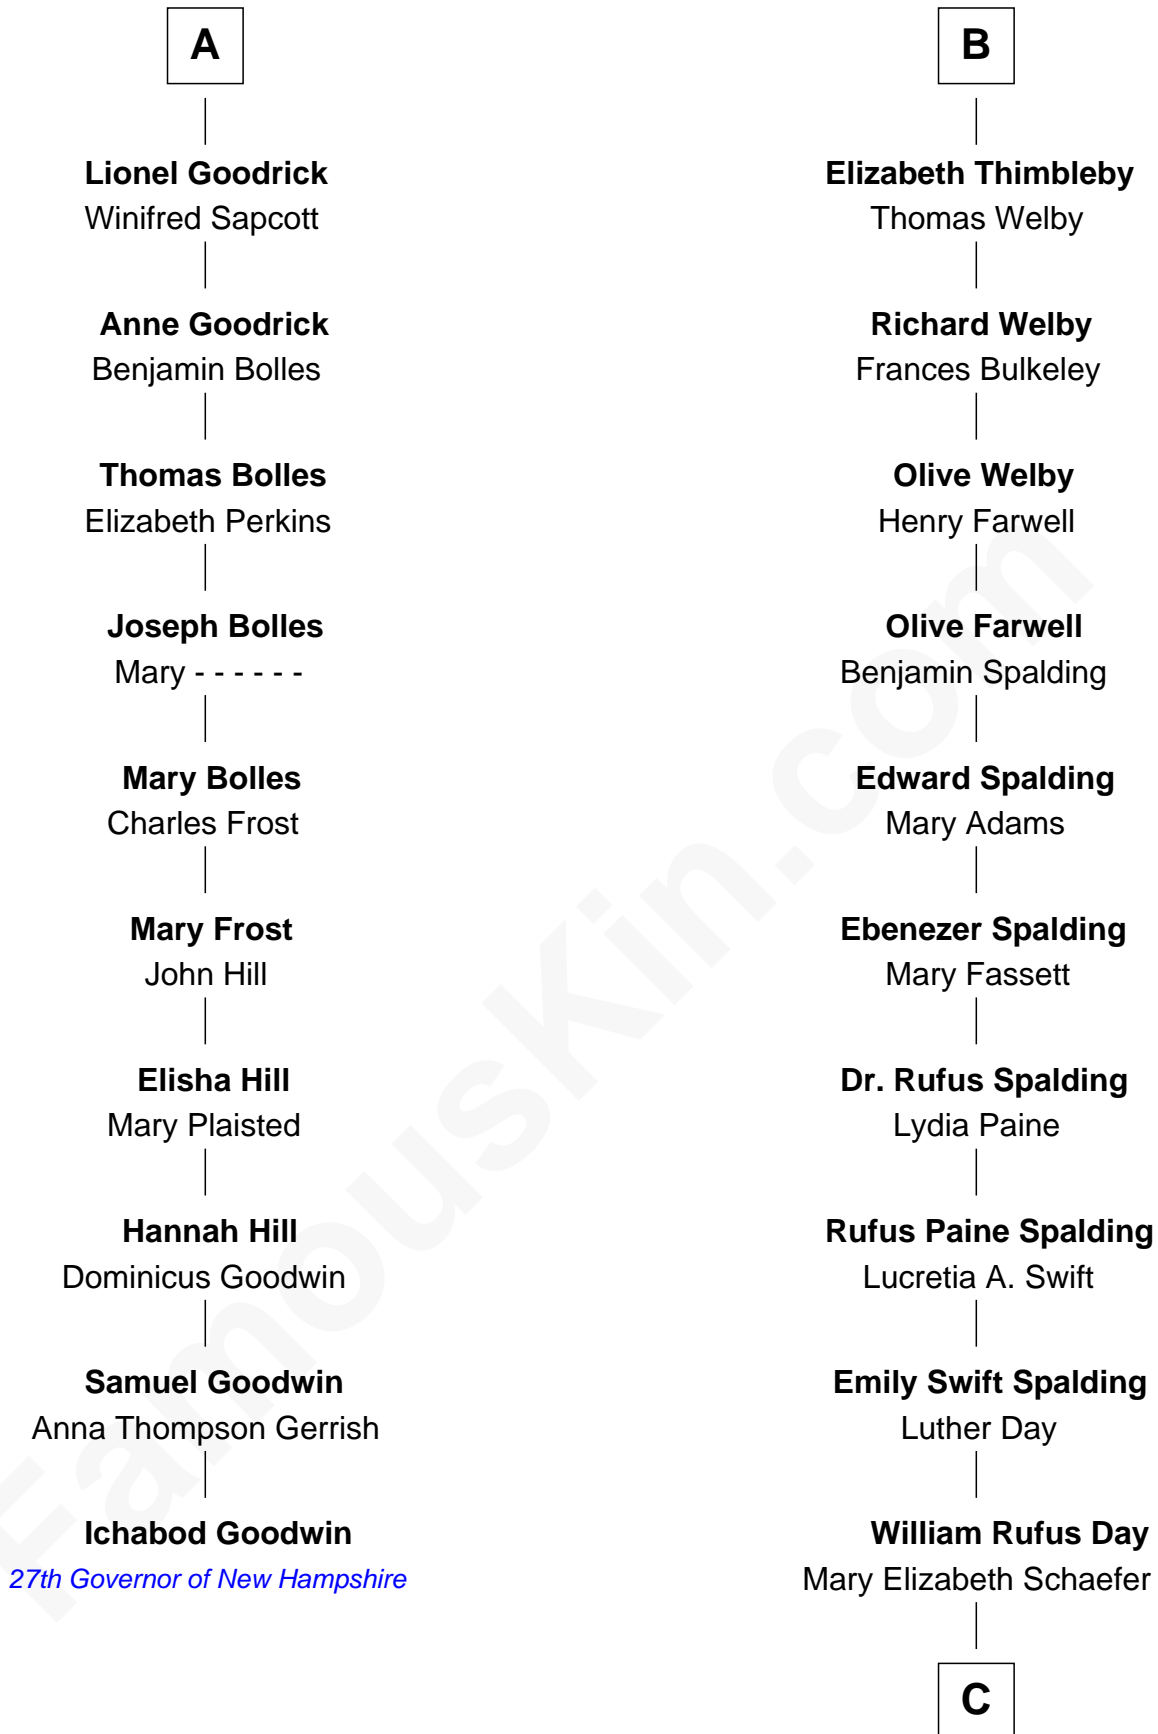 A
Lionel Goodrick
Winifred Sapcott
Anne Goodrick
Benjamin Bolles
Thomas Bolles
Elizabeth Perkins
Joseph Bolles
Mary - - - - - -
Mary Bolles
Charles Frost
Mary Frost
John Hill
Elisha Hill
Mary Plaisted
Hannah Hill
Dominicus Goodwin
Samuel Goodwin
Anna Thompson Gerrish
Ichabod Goodwin
27th Governor of New Hampshire
B
Elizabeth Thimbleby
Thomas Welby
Richard Welby
Frances Bulkeley
Olive Welby
Henry Farwell
Olive Farwell
Benjamin Spalding
Edward Spalding
Mary Adams
Ebenezer Spalding
Mary Fassett
Dr. Rufus Spalding
Lydia Paine
Rufus Paine Spalding
Lucretia A. Swift
Emily Swift Spalding
Luther Day
William Rufus Day
Mary Elizabeth Schaefer
C
FamousKin.com